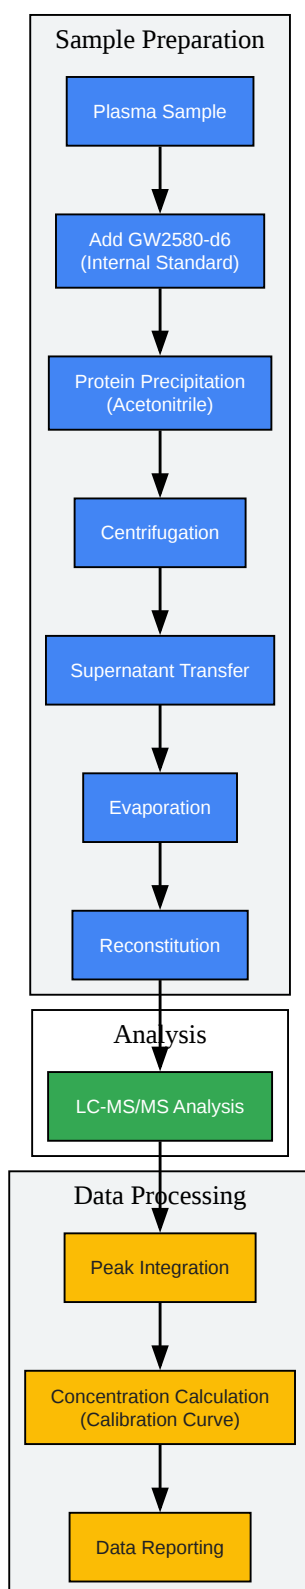 Sample Preparation
Plasma Sample
Add GW2580-d6
(Internal Standard)
Protein Precipitation
(Acetonitrile)
Centrifugation
Supernatant Transfer
Evaporation
Reconstitution
Analysis
LC-MS/MS Analysis
Data Processing
Peak Integration
Concentration Calculation
(Calibration Curve)
Data Reporting